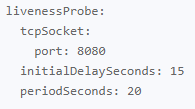 livenessProbe:
  tcpSocket:
    port: 8080
  initialDelaySeconds: 15
  periodSeconds: 20